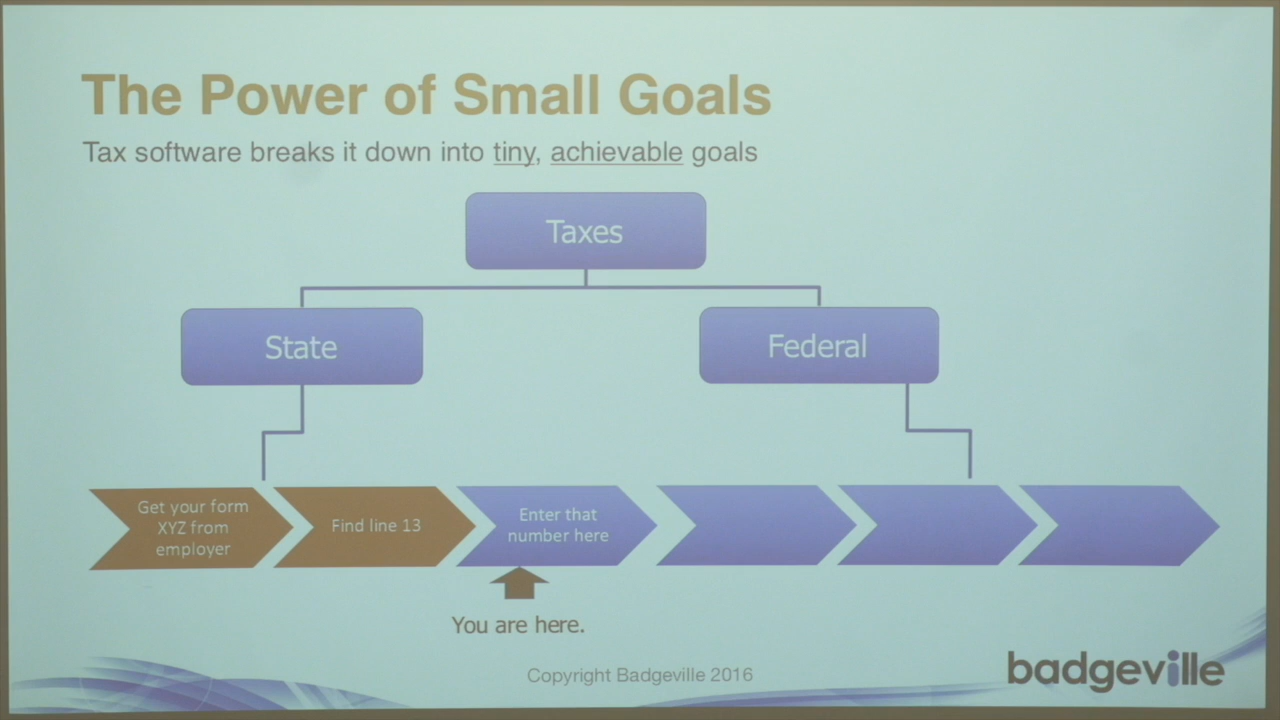 The Power of Small Goals
Tax software breaks it down into tiny, achievable goals
Taxes
State
Federal
Get your form
XYZ from
employer
Find line 13
Enter that
number here
You are here.
Copyright Badgeville 2016
badgeville